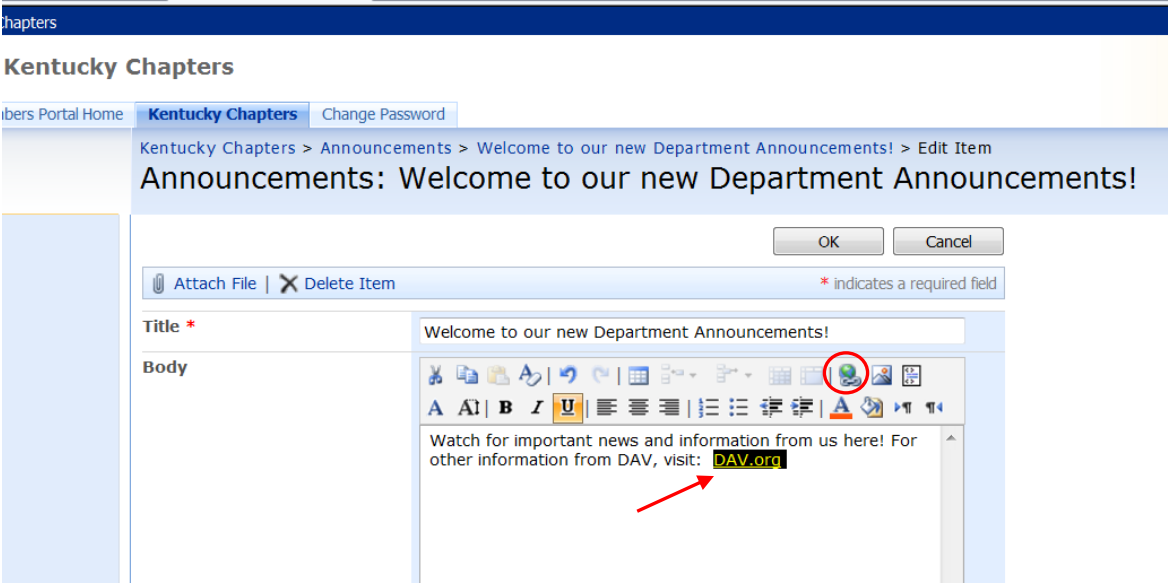 Chapters
Kentucky Chapters
mbers Portal Home Kentucky Chapters Change Password
Kentucky Chapters > Announcements > Welcome to our new Department Announcements! > Edit Item
Announcements: Welcome to our new Department Announcements!
OK Cancel
Attach File | Delete Item * indicates a required field
Title * Welcome to our new Department Announcements!
Body
A A B I U A
Watch for important news and information from us here! For
other information from DAV, visit: DAV.org